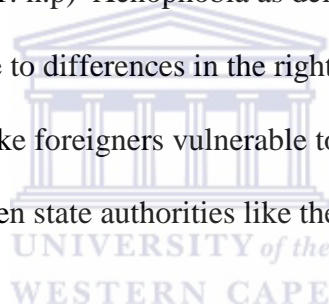 n.p) Xenophobia as de
e to differences in the right
ke foreigners vulnerable to
en state authorities like the
UNIVERSITY of the
WESTERN CAPE